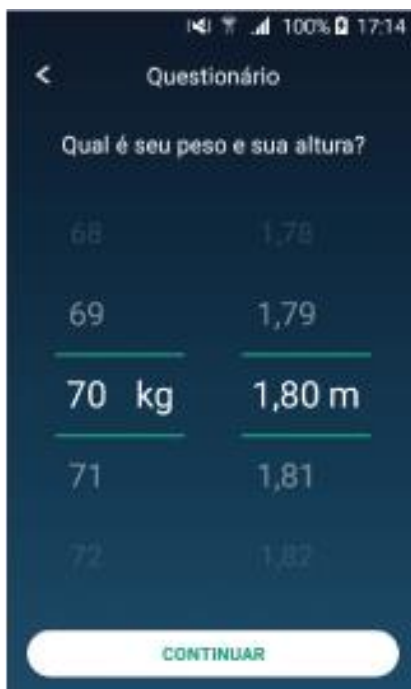 100% 17:14
Questionário
Qual é seu peso e sua altura?
68 1,78
69 1,79
70 kg 1,80 m
71 1,81
72 1,82
CONTINUAR